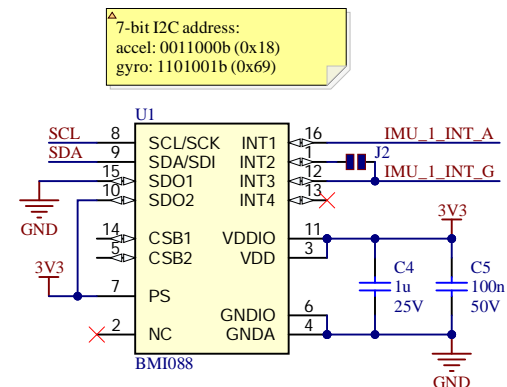 7-bit I2C address:
accel: 0011000b (0x18)
gyro: 1101001b (0x69)
U1
SCL 8 SCL/SCK INT1 16 IMU_1_INT_A
SDA 9 SDA/SDI INT2 1 J2
15 SDO1 INT3 12 IMU_1_INT_G
10 SDO2 INT4 13
GND
14 CSB1 VDDIO 11 3V3
5 CSB2 VDD 3
3V3 C4 C5
7 PS 1u 100n
25V 50V
GNDIO 6
2 NC GNDA 4
BMI088
GND